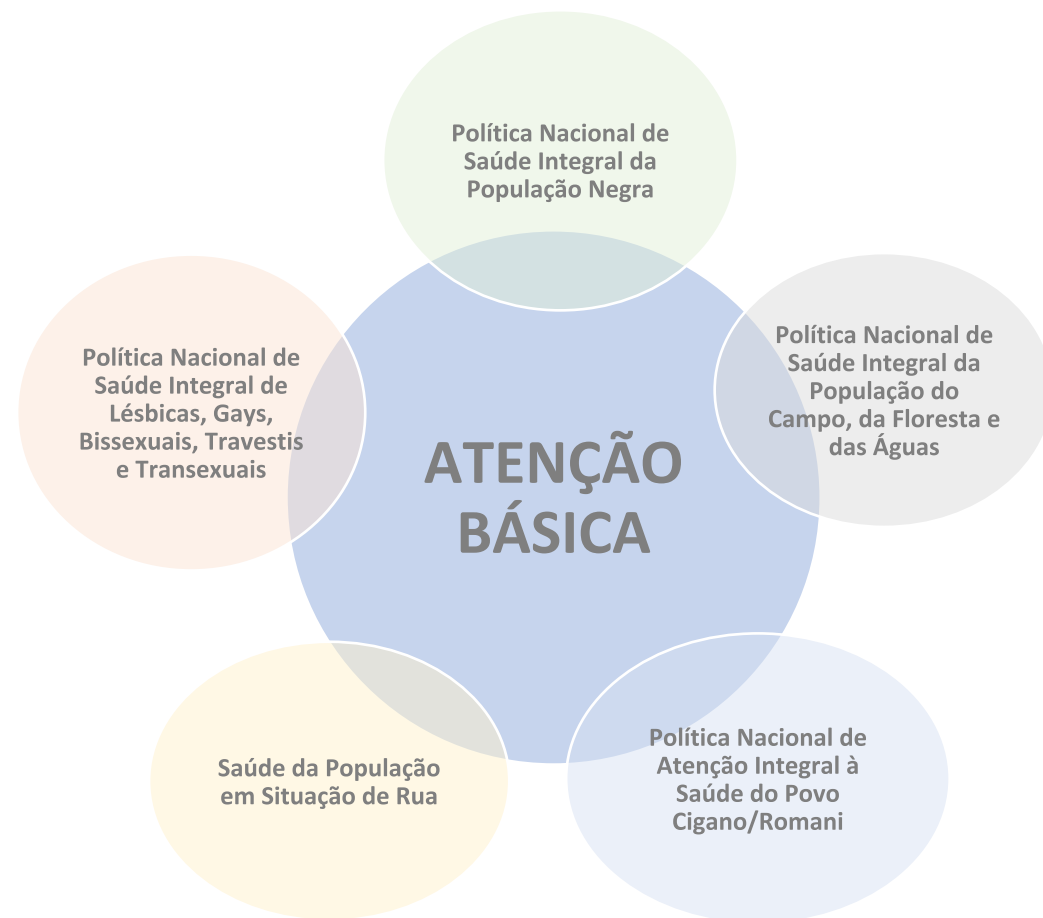 Política Nacional de
Saúde Integral da
População Negra
Política Nacional de
Saúde Integral da
População do
Campo, da Floresta e
das Águas
Política Nacional de
Saúde Integral de
Lésbicas, Gays,
Bissexuais, Travestis
e Transexuais
ATENÇÃO
BÁSICA
Política Nacional de
Atenção Integral à
Saúde do Povo
Cigano/Romani
Saúde da População
em Situação de Rua